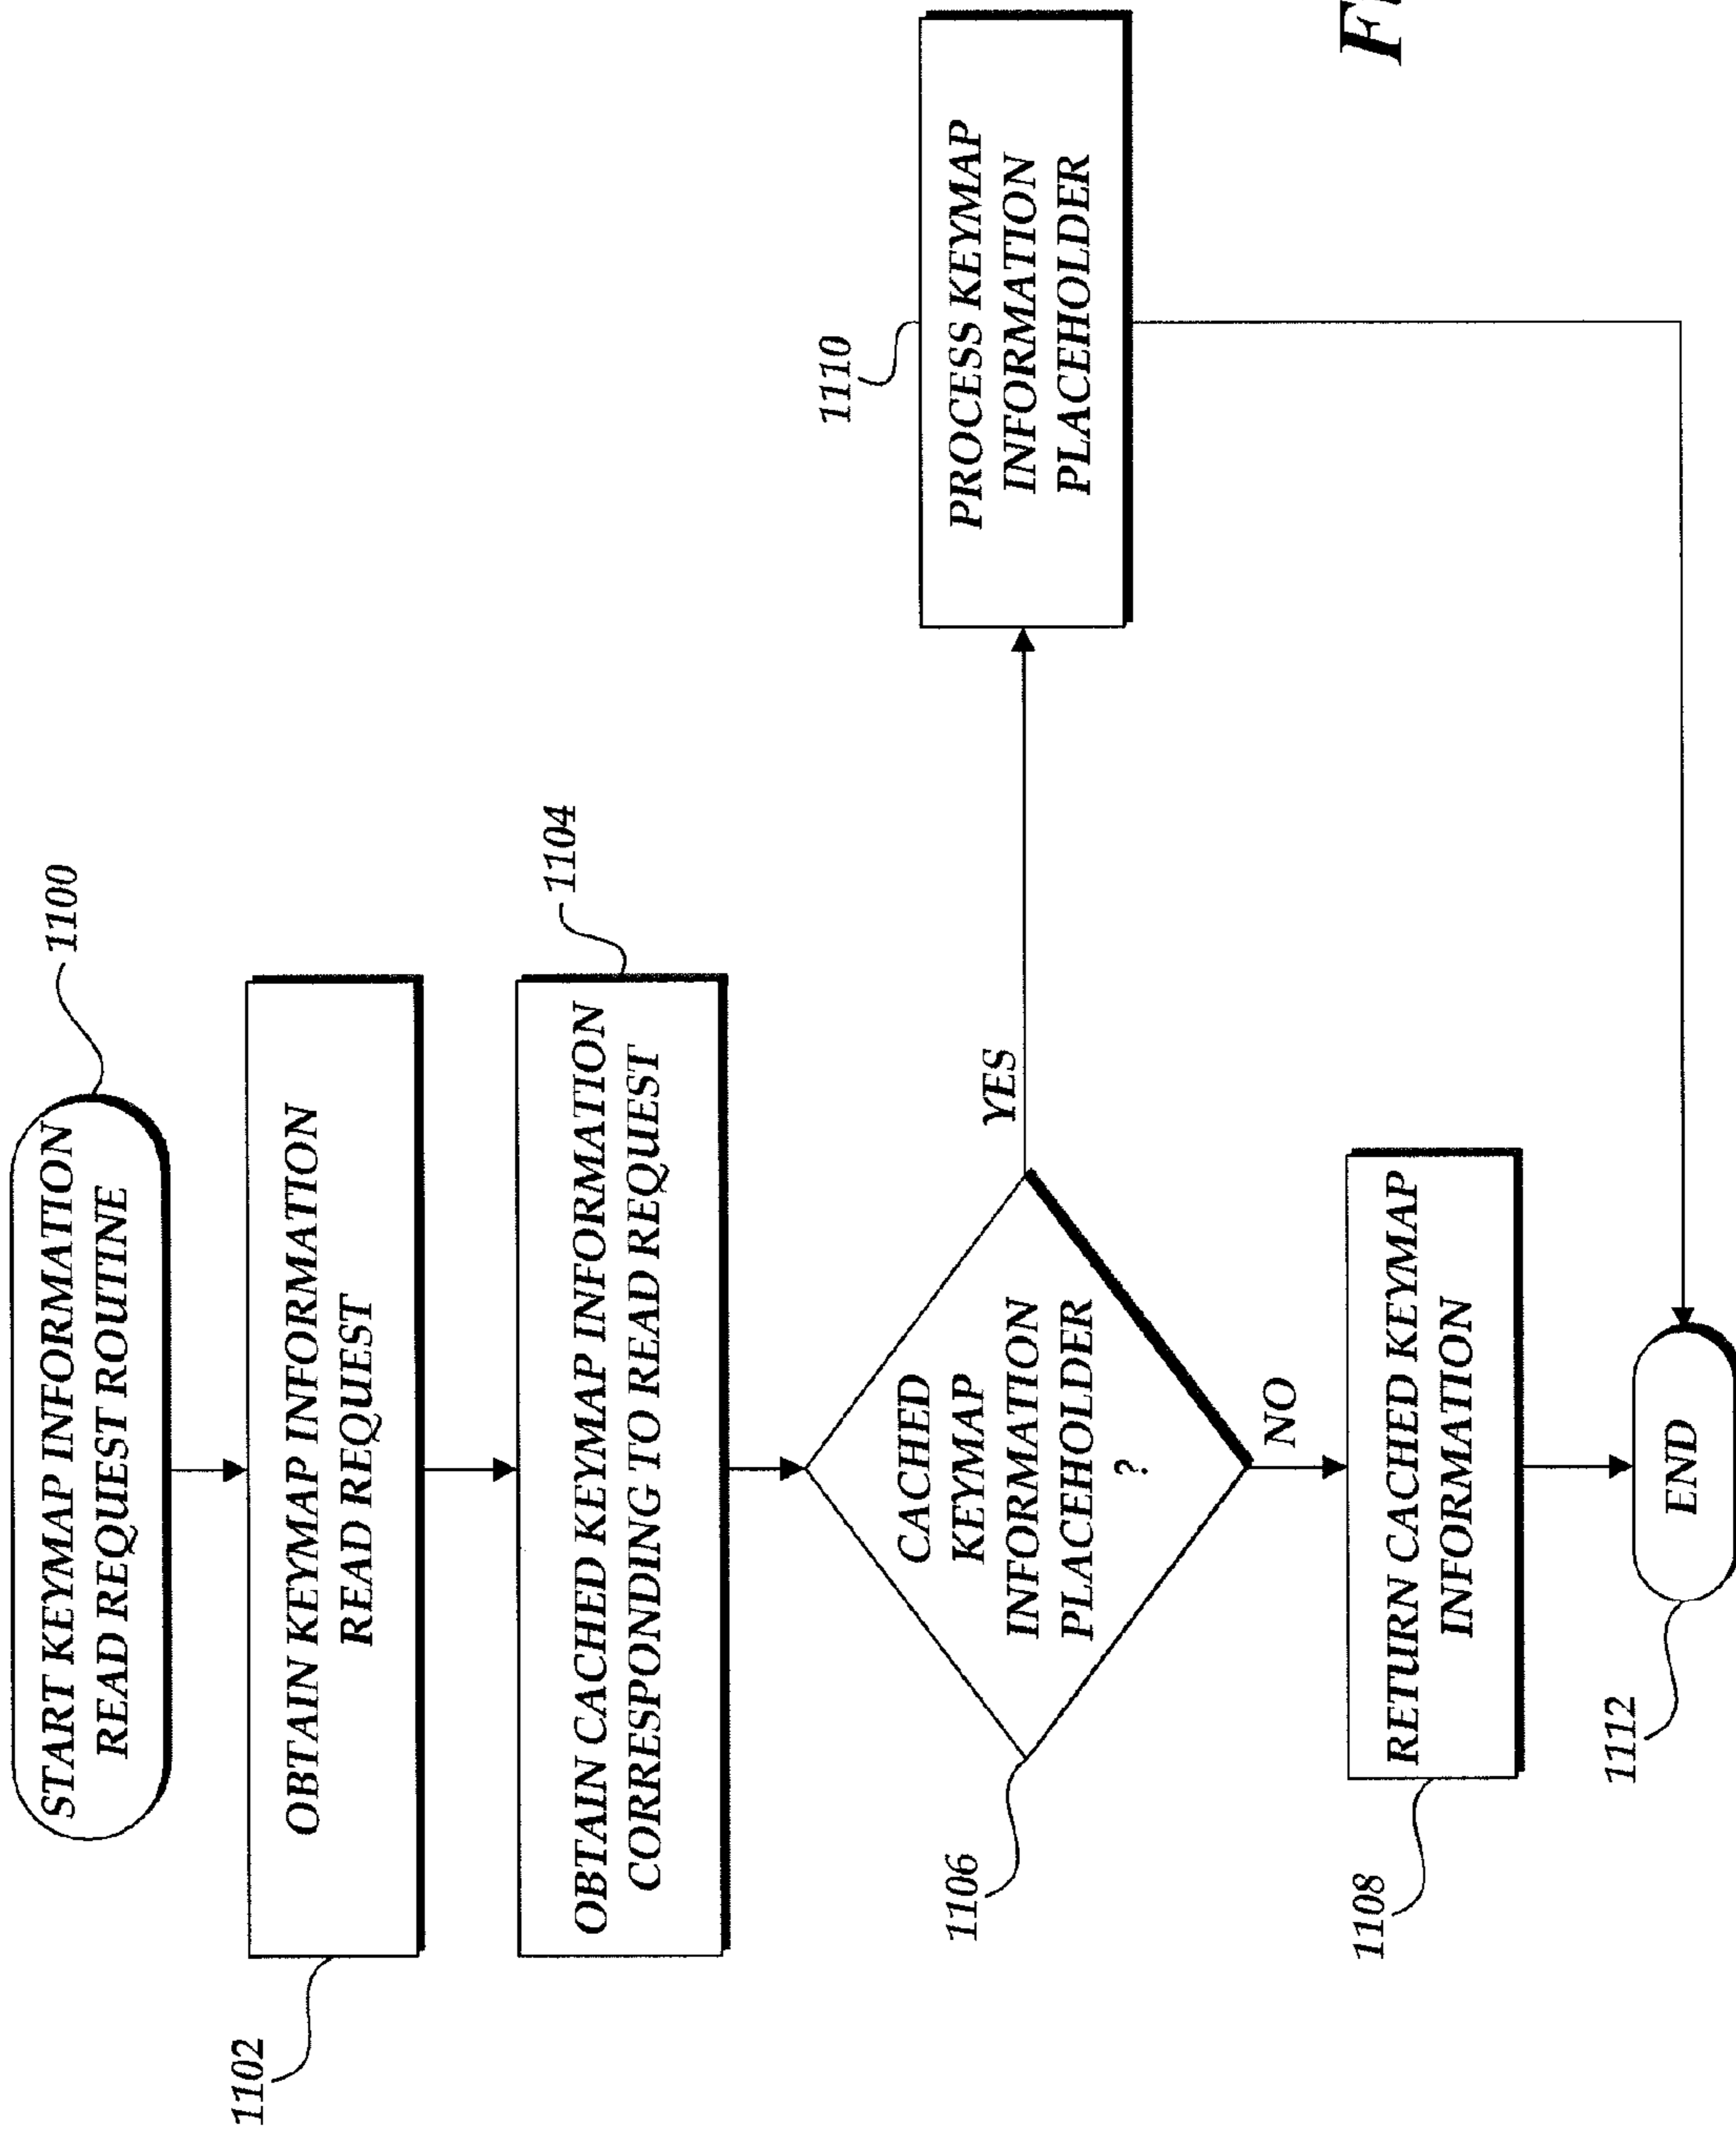 START KEYMAP INFORMATION
READ REQUEST ROUTINE
1100
1102
OBTAIN KEYMAP INFORMATION
READ REQUEST
OBTAIN CACHED KEYMAP INFORMATION
CORRESPONDING TO READ REQUEST
1104
1106
CACHED
KEYMAP
INFORMATION
PLACEHOLDER
?
YES
1110
PROCESS KEYMAP
INFORMATION
PLACEHOLDER
NO
1108
RETURN CACHED KEYMAP
INFORMATION
1112
END